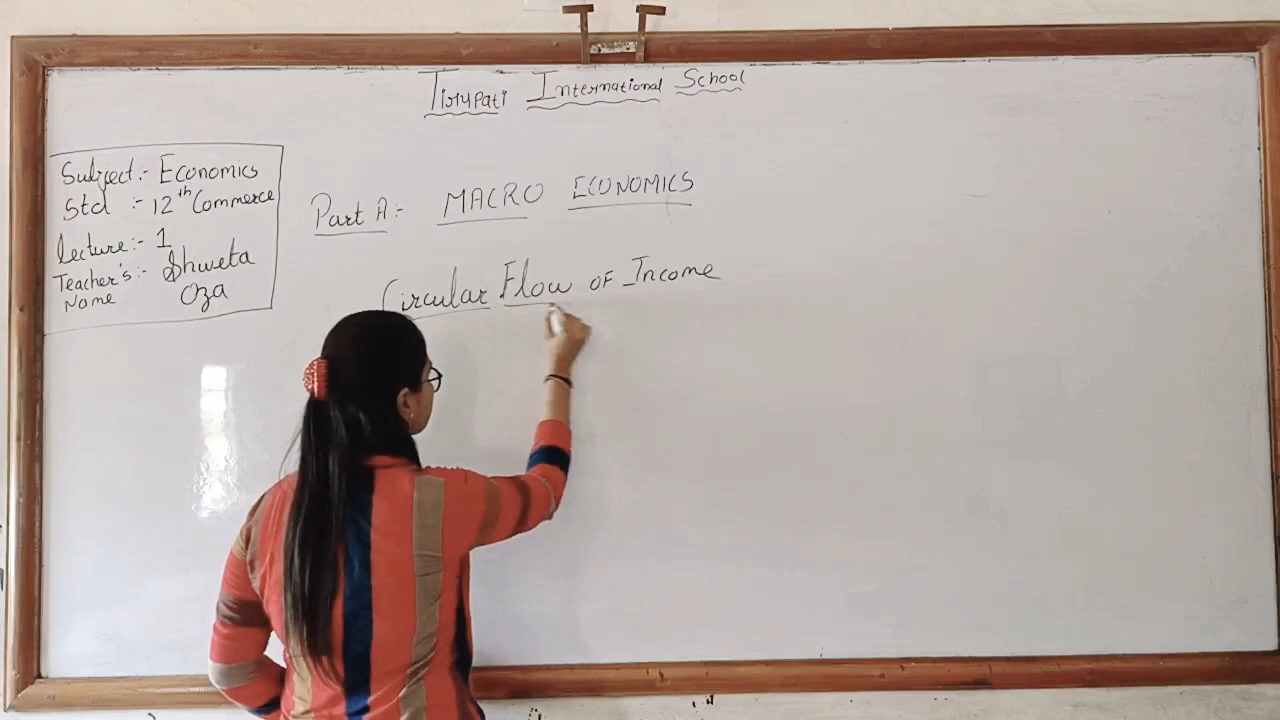 Tirupati International School
Subject:- Economics
Std :- 12th Commerce
Lecture:- 1
Teacher's :- Shweta
Name Oza
Part A:- MACRO ECONOMICS
Circular Flow OF Income